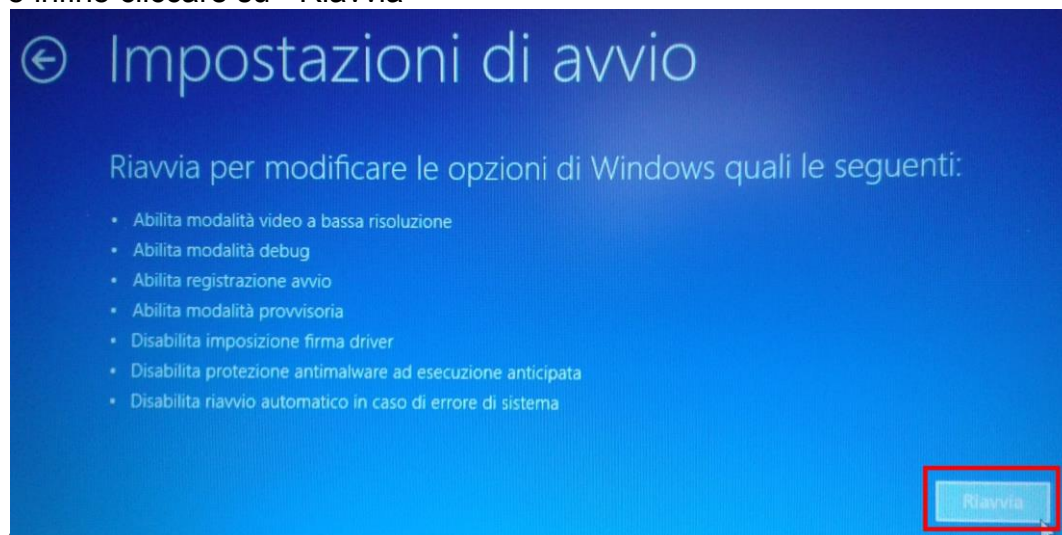 e infine cliccare su Riavvia
Impostazioni di avvio
Riavvia per modificare le opzioni di Windows quali le seguenti:
• Abilita modalità video a bassa risoluzione
• Abilita modalità debug
• Abilita registrazione avvio
• Abilita modalità provvisoria
• Disabilita imposizione firma driver
• Disabilita protezione antimalware ad esecuzione anticipata
• Disabilita riavvio automatico in caso di errore di sistema
Riavvia